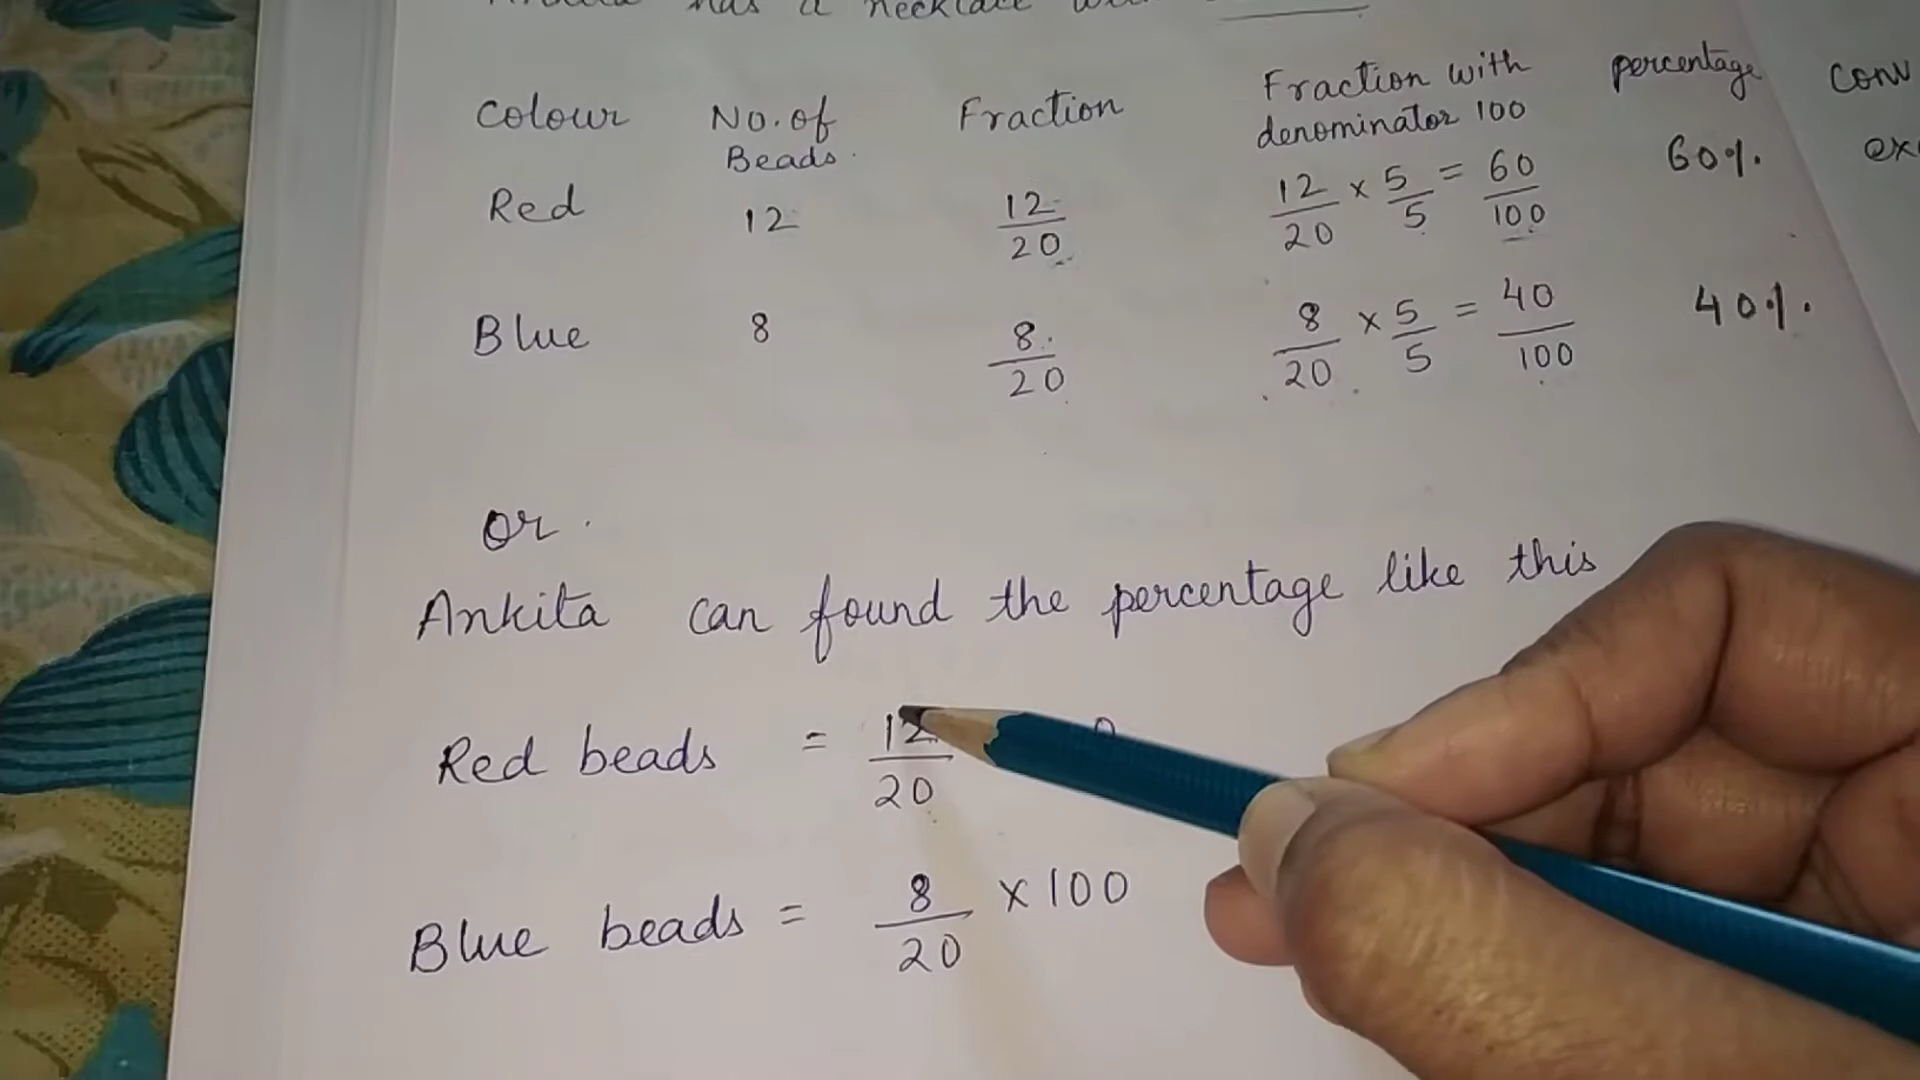 has a necklace
Colour No. of Beads. Fraction Fraction with denominator 100 percentage
Red 12 12/20 12/20 × 5/5 = 60/100 60%.
Blue 8 8/20 8/20 × 5/5 = 40/100 40%.
or.
Ankita can found the percentage like this
Red beads = 12/20
Blue beads = 8/20 × 100